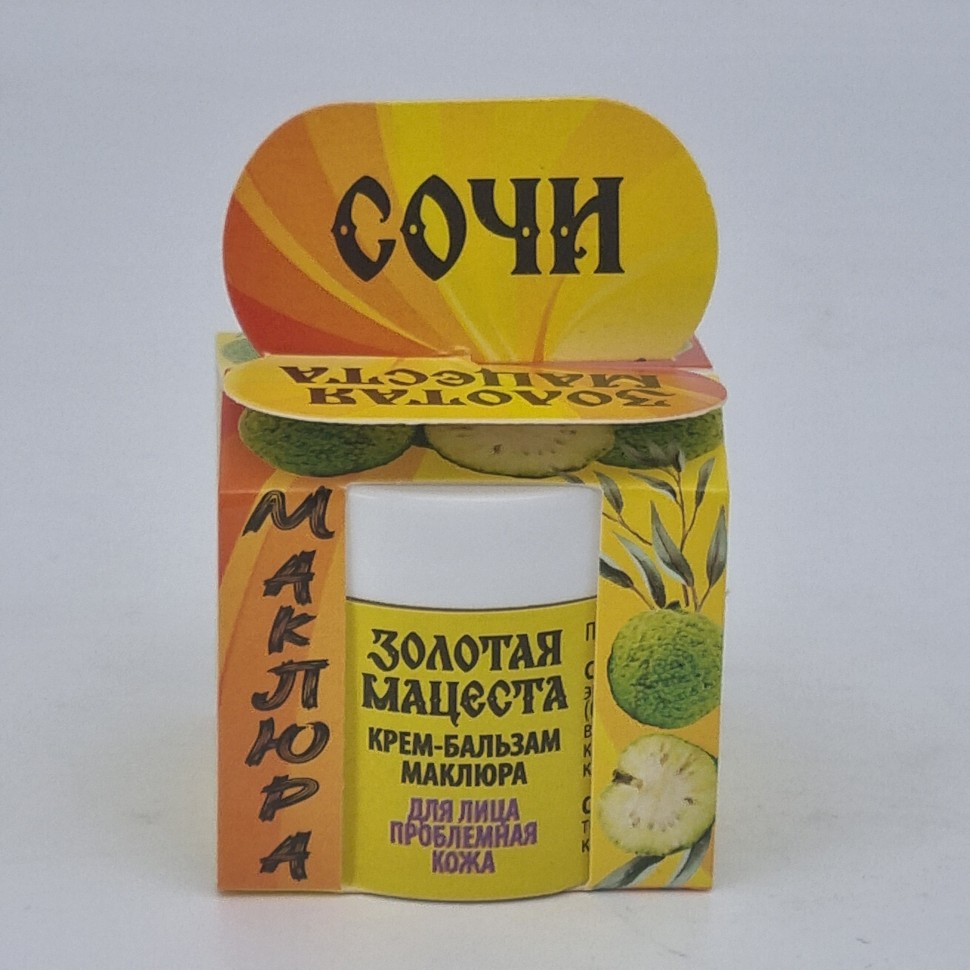 СОЧИ
ЗОЛОТАЯ
МАЦЕСТА
МАКЛЮРА
ЗОЛОТАЯ
МАЦЕСТА
КРЕМ-БАЛЬЗАМ
МАКЛЮРА
ДЛЯ ЛИЦА
ПРОБЛЕМНАЯ
КОЖА